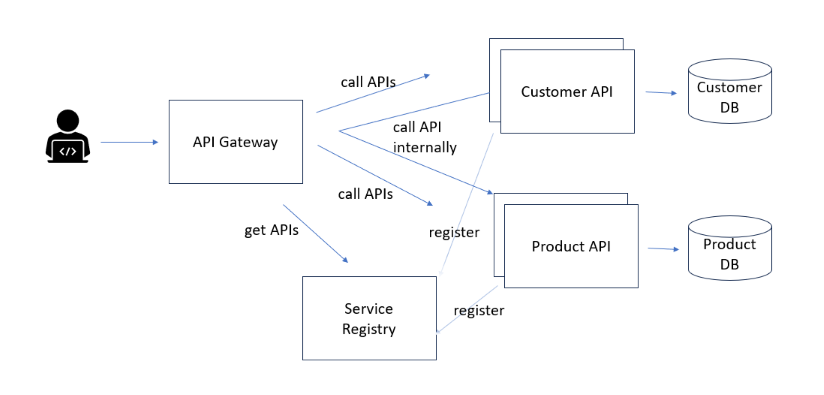 call APIs
Customer API
Customer
DB
API Gateway
call API
internally
call APIs
get APIs
register
Product API
Product
DB
Service
Registry
register